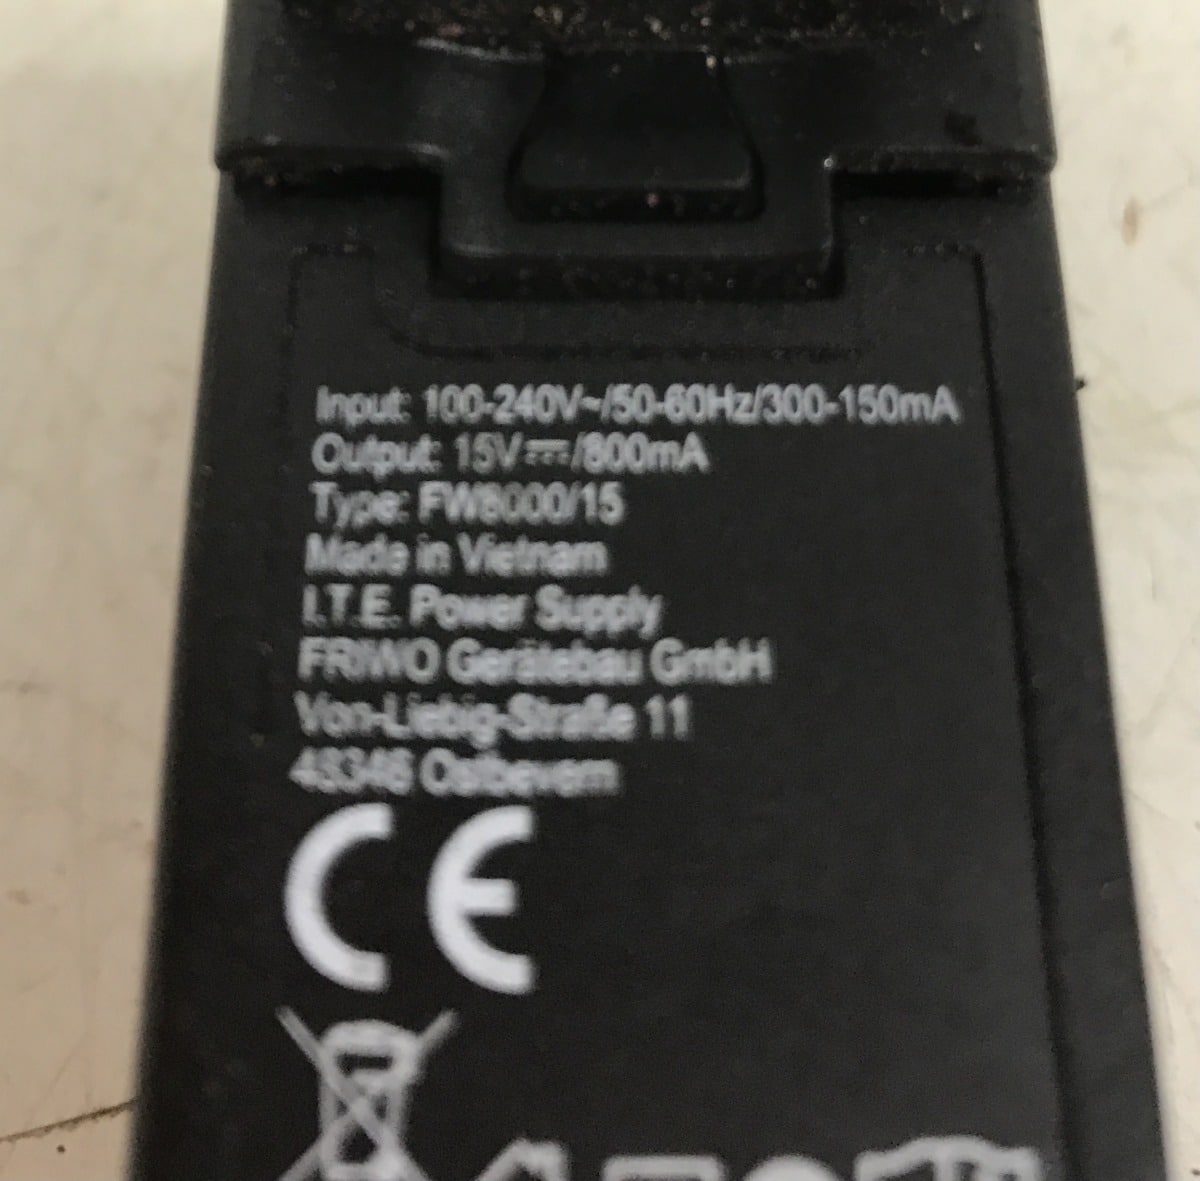 Input: 100-240V~/50-60Hz/300-150mA
Output: 15V⎓/800mA
Type: FW8000/15
Made in Vietnam
I.T.E. Power Supply
FRIWO Gerätebau GmbH
Von-Liebig-Straße 11
48346 Ostbevern
CE